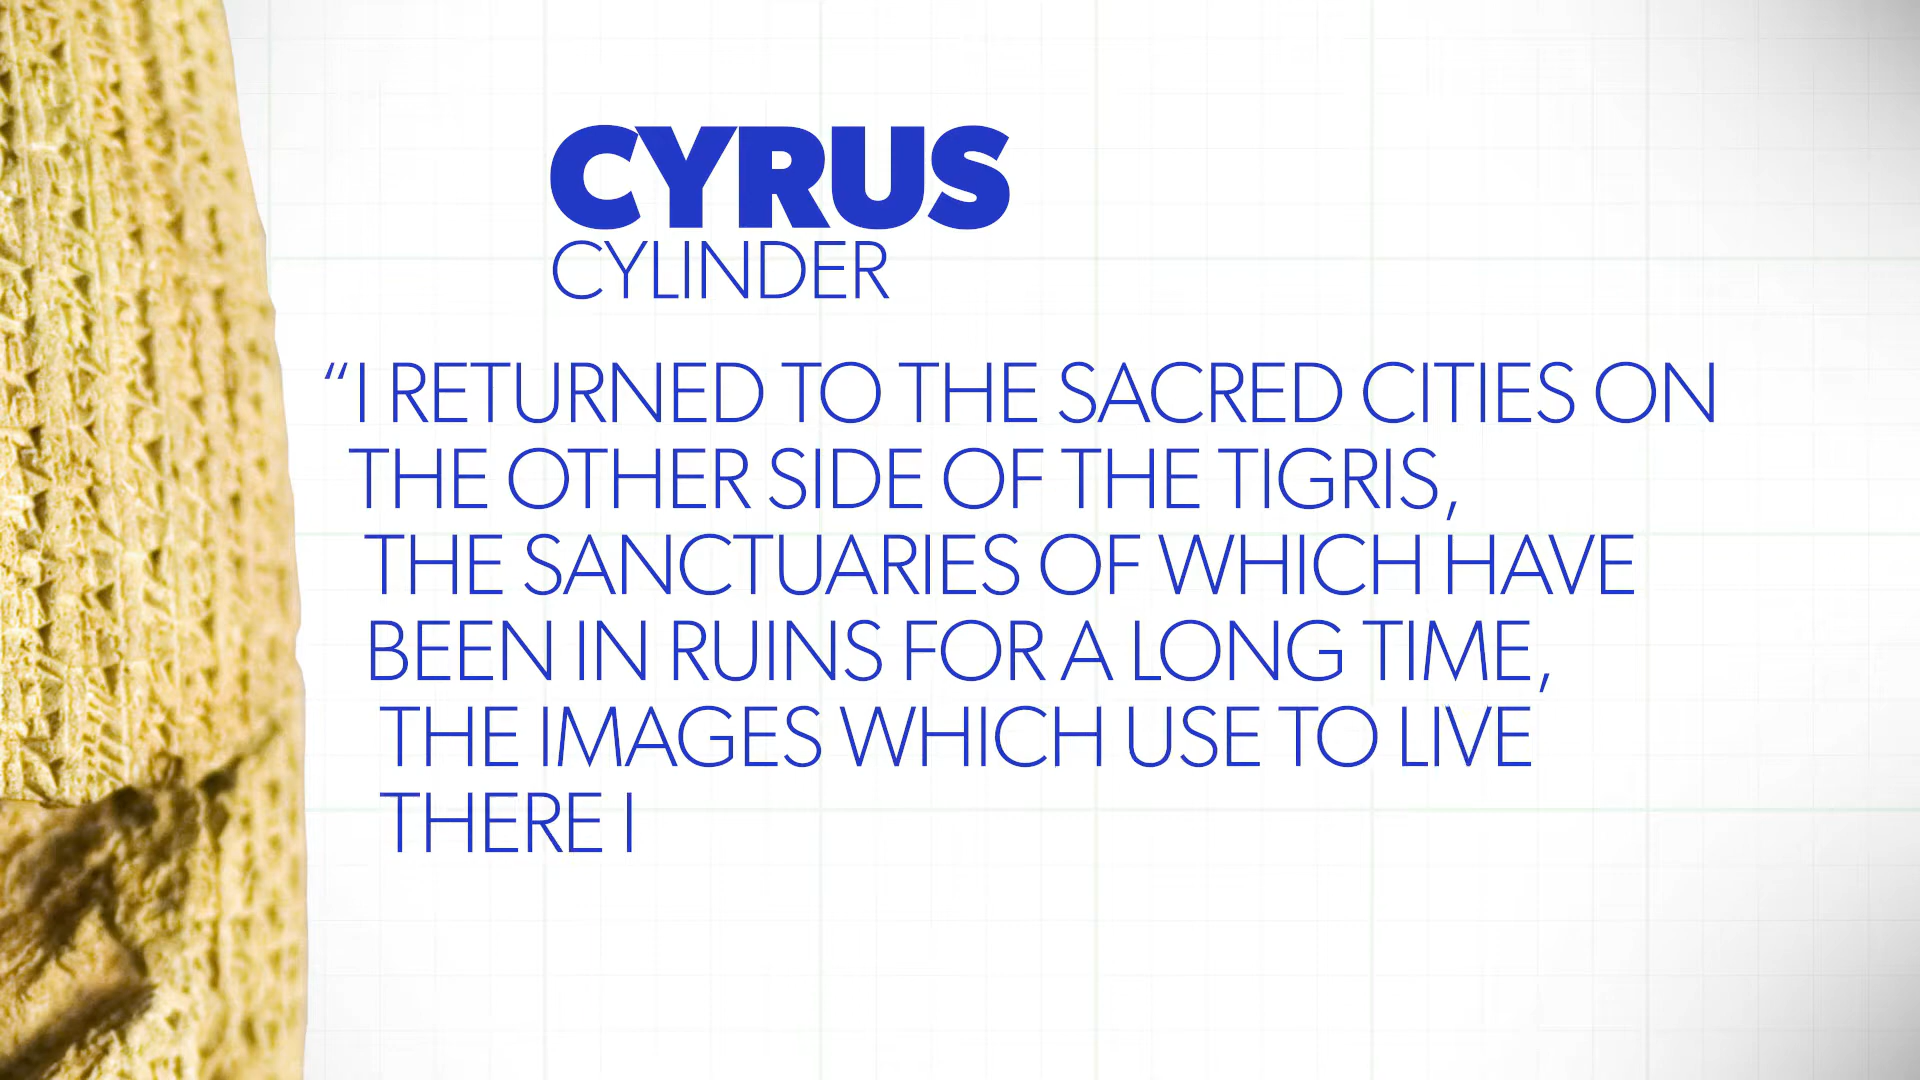 CYRUS
CYLINDER
“I RETURNED TO THE SACRED CITIES ON
THE OTHER SIDE OF THE TIGRIS,
THE SANCTUARIES OF WHICH HAVE
BEEN IN RUINS FOR A LONG TIME,
THE IMAGES WHICH USE TO LIVE
THERE I